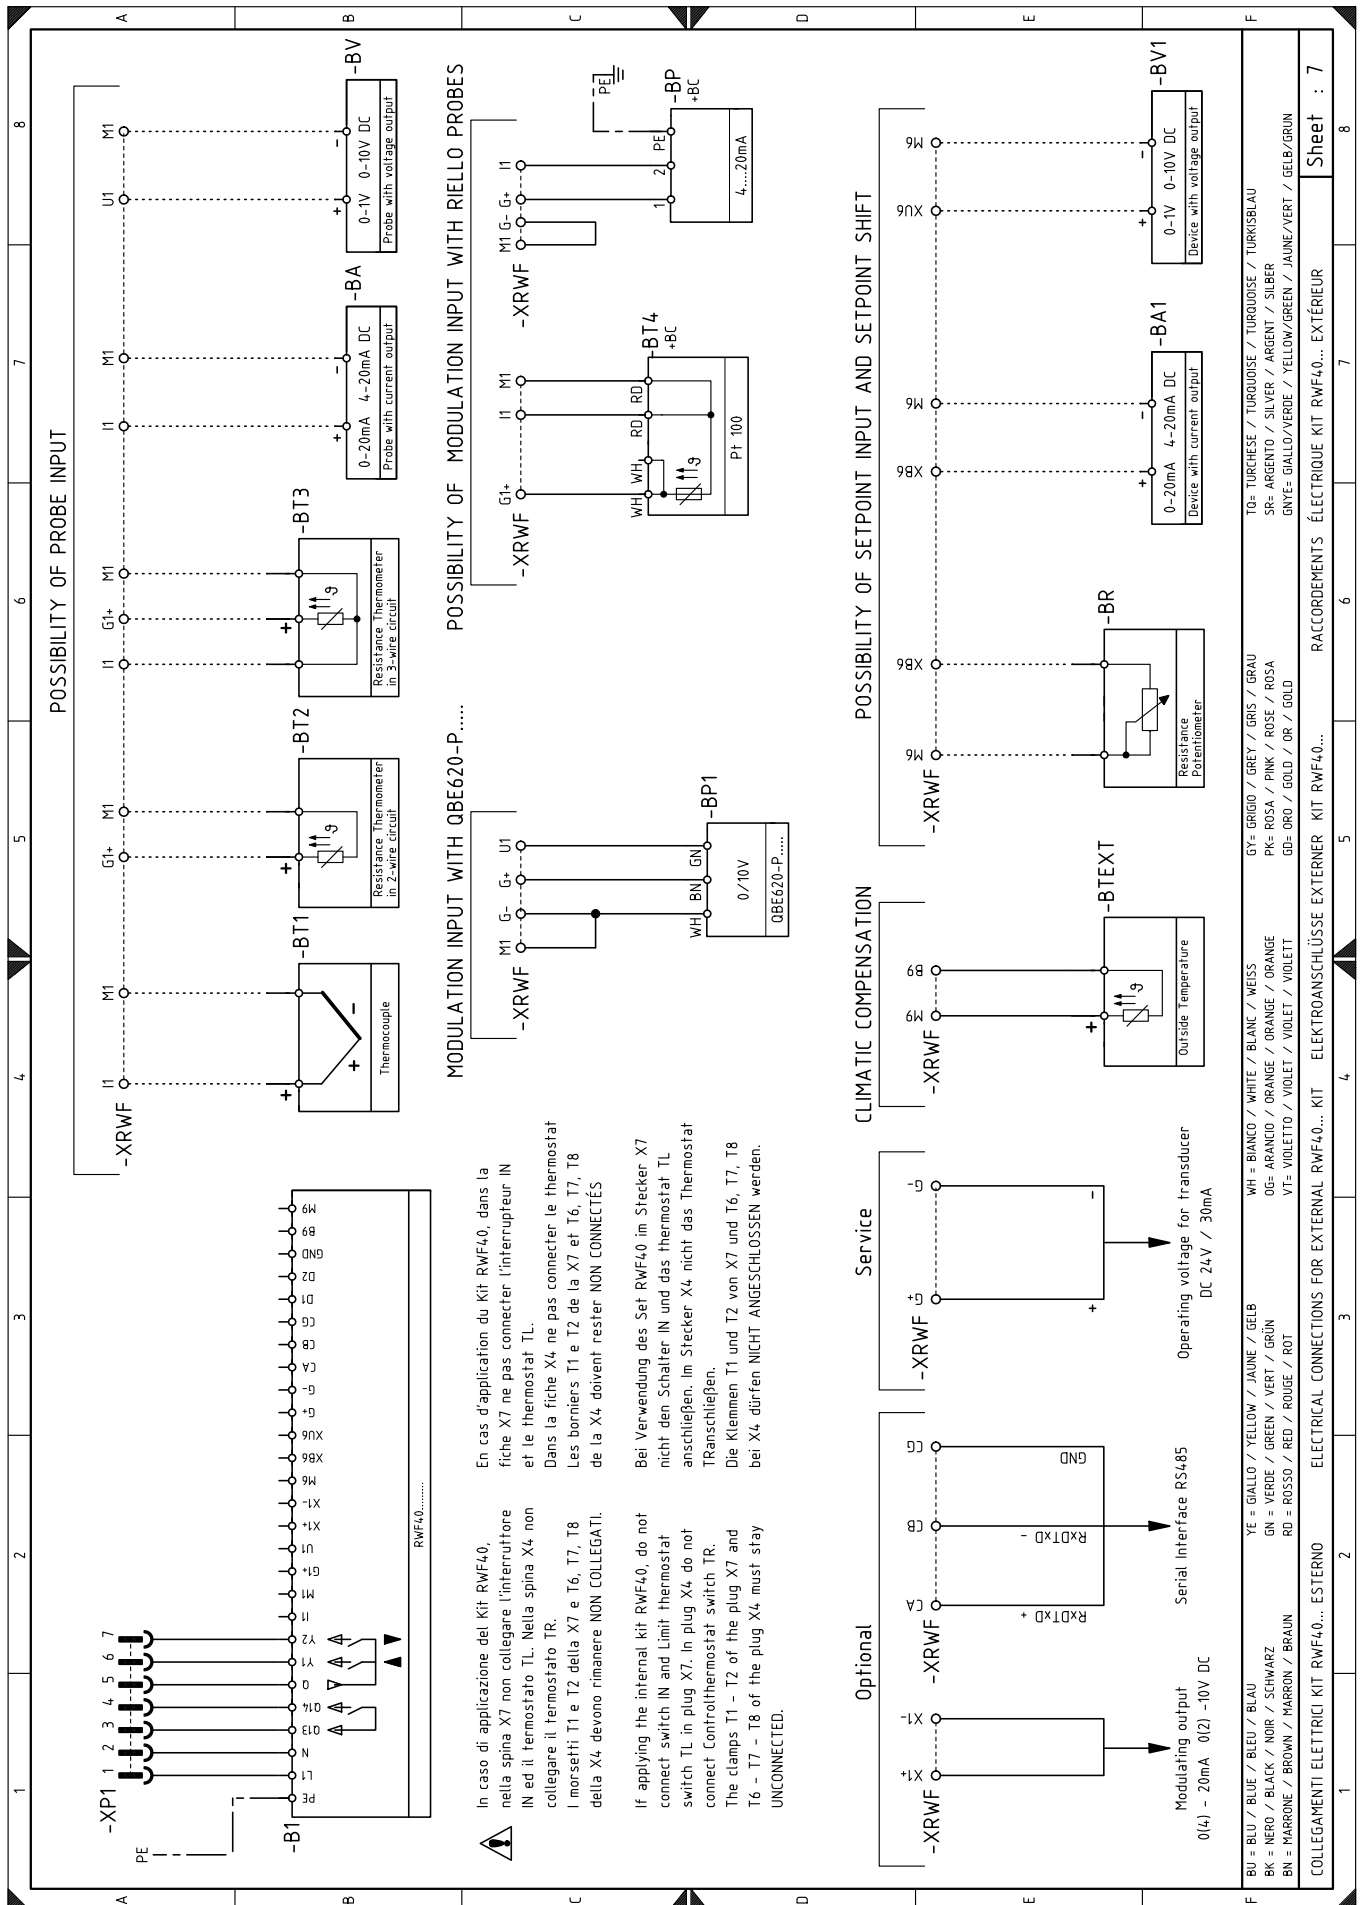 1 2 3 4 5 6 7 8
A B C D E F
-XP1
1 2 3 4 5 6 7
PE
-B1
PE L1 N Q13 Q14 Q Y1 Y2 I1 M1 G1+ U1 X1+ X1- M6 XB6 XU6 G+ G- CA CB CG D1 D2 GND B9 M9
RWF40........
POSSIBILITY OF PROBE INPUT
-XRWF
I1 M1 G1+ M1 I1 G1+ M1 I1 M1 U1 M1
-BT1
+
+ -
Thermocouple
-BT2
+
ϑ
Resistance Thermometer
in 2-wire circuit
-BT3
+
ϑ
Resistance Thermometer
in 3-wire circuit
-BA
+ -
0-20mA 4-20mA DC
Probe with current output
-BV
+ -
0-1V 0-10V DC
Probe with voltage output
In caso di applicazione del Kit RWF40,
nella spina X7 non collegare l'interruttore
IN ed il termostato TL. Nella spina X4 non
collegare il termostato TR.
I morsetti T1 e T2 della X7 e T6, T7, T8
della X4 devono rimanere NON COLLEGATI.
If applying the internal kit RWF40, do not
connect switch IN and Limit thermostat
switch TL in plug X7. In plug X4 do not
connect Controlthermostat switch TR.
The clamps T1 - T2 of the plug X7 and
T6 - T7 - T8 of the plug X4 must stay
UNCONNECTED.
En cas d'application du Kit RWF40, dans la
fiche X7 ne pas connecter l'interrupteur IN
et le thermostat TL.
Dans la fiche X4 ne pas connecter le thermostat
Les borniers T1 e T2 de la X7 et T6, T7, T8
de la X4 doivent rester NON CONNECTÉS
Bei Verwendung des Set RWF40 im Stecker X7
nicht den Schalter IN und das thermostat TL
anschließen. Im Stecker X4 nicht das Thermostat
TRanschließen.
Die Klemmen T1 und T2 von X7 und T6, T7, T8
bei X4 dürfen NICHT ANGESCHLOSSEN werden.
MODULATION INPUT WITH QBE620-P.....
-XRWF
M1 G- G+ U1
-BP1
WH BN GN
0/10V
QBE620-P.....
POSSIBILITY OF MODULATION INPUT WITH RIELLO PROBES
-XRWF
G1+ I1 M1
-BT4
+BC
WH WH RD RD
ϑ
Pt 100
-XRWF
M1 G- G+ I1
PE
-BP
+BC
1 2 PE
4....20mA
Optional
-XRWF
X1+ X1-
Modulating output
0(4) - 20mA 0(2) -10V DC
-XRWF
CA CB CG
RxDTxD +
RxDTxD -
GND
Serial Interface RS485
Service
-XRWF
G+ G-
+ -
Operating voltage for transducer
DC 24V / 30mA
CLIMATIC COMPENSATION
-XRWF
M9 B9
-BTEXT
+
ϑ
Outside Temperature
POSSIBILITY OF SETPOINT INPUT AND SETPOINT SHIFT
-XRWF
M6 XB6 XB6 M6 XU6 M6
-BR
Resistance
Potentiometer
-BA1
+ -
0-20mA 4-20mA DC
Device with current output
-BV1
+ -
0-1V 0-10V DC
Device with voltage output
BU = BLU / BLUE / BLEU / BLAU
BK = NERO / BLACK / NOIR / SCHWARZ
BN = MARRONE / BROWN / MARRON / BRAUN
YE = GIALLO / YELLOW / JAUNE / GELB
GN = VERDE / GREEN / VERT / GRÜN
RD = ROSSO / RED / ROUGE / ROT
WH = BIANCO / WHITE / BLANC / WEISS
OG= ARANCIO / ORANGE / ORANGE / ORANGE
VT= VIOLETTO / VIOLET / VIOLET / VIOLETT
GY= GRIGIO / GREY / GRIS / GRAU
PK= ROSA / PINK / ROSE / ROSA
GD= ORO / GOLD / OR / GOLD
TQ= TURCHESE / TURQUOISE / TURQUOISE / TURKISBLAU
SR= ARGENTO / SILVER / ARGENT / SILBER
GNYE= GIALLO/VERDE / YELLOW/GREEN / JAUNE/VERT / GELB/GRUN
COLLEGAMENTI ELETTRICI KIT RWF40... ESTERNO ELECTRICAL CONNECTIONS FOR EXTERNAL RWF40... KIT ELEKTROANSCHLÜSSE EXTERNER KIT RWF40... RACCORDEMENTS ÉLECTRIQUE KIT RWF40... EXTÉRIEUR
Sheet : 7
1 2 3 4 5 6 7 8
A B C D E F